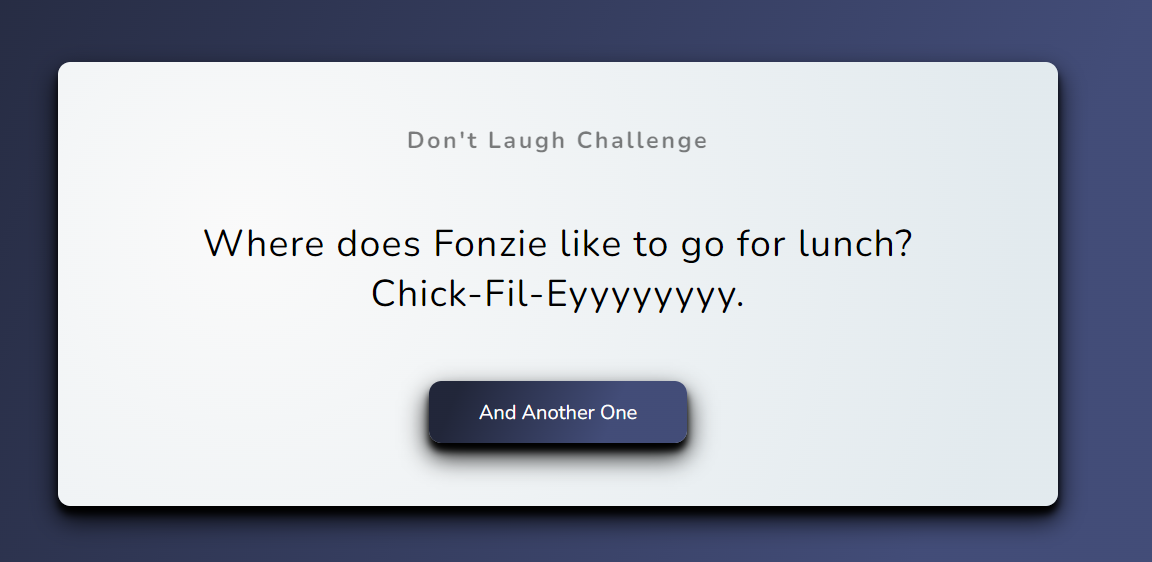 Don't Laugh Challenge
Where does Fonzie like to go for lunch?
Chick-Fil-Eyyyyyyyy.
And Another One